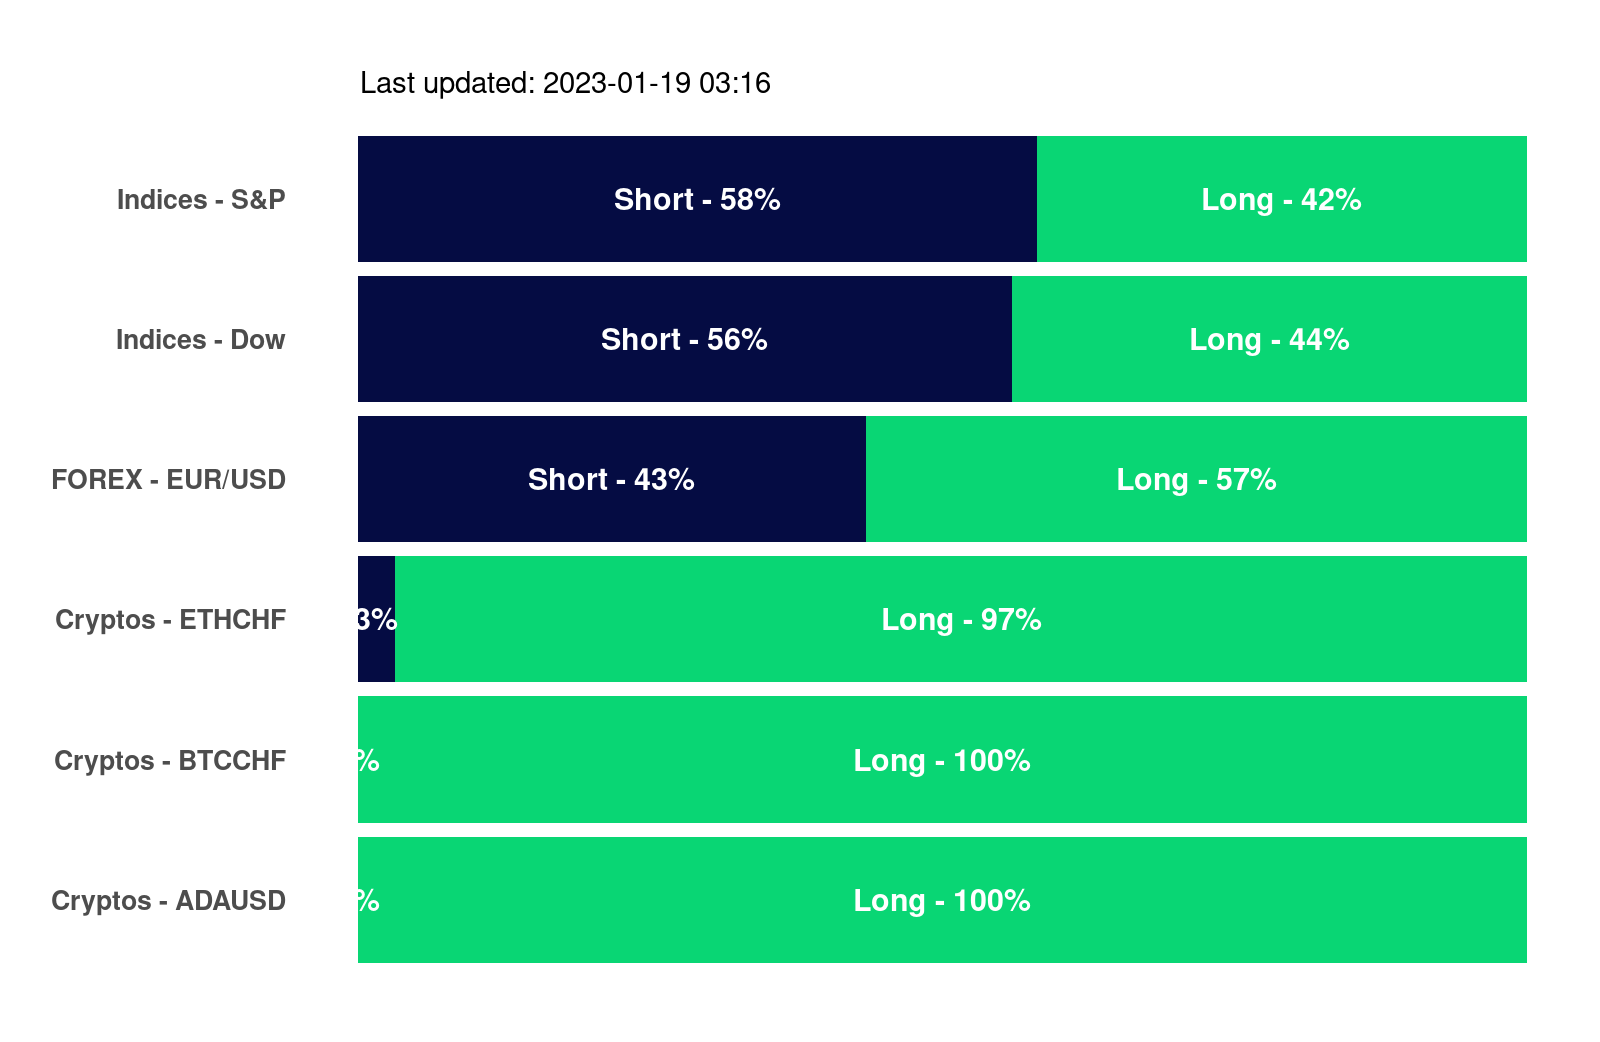 Last updated: 2023-01-19 03:16
Indices - S&P Short - 58% Long - 42%
Indices - Dow Short - 56% Long - 44%
FOREX - EUR/USD Short - 43% Long - 57%
Cryptos - ETHCHF 3% Long - 97%
Cryptos - BTCCHF % Long - 100%
Cryptos - ADAUSD % Long - 100%